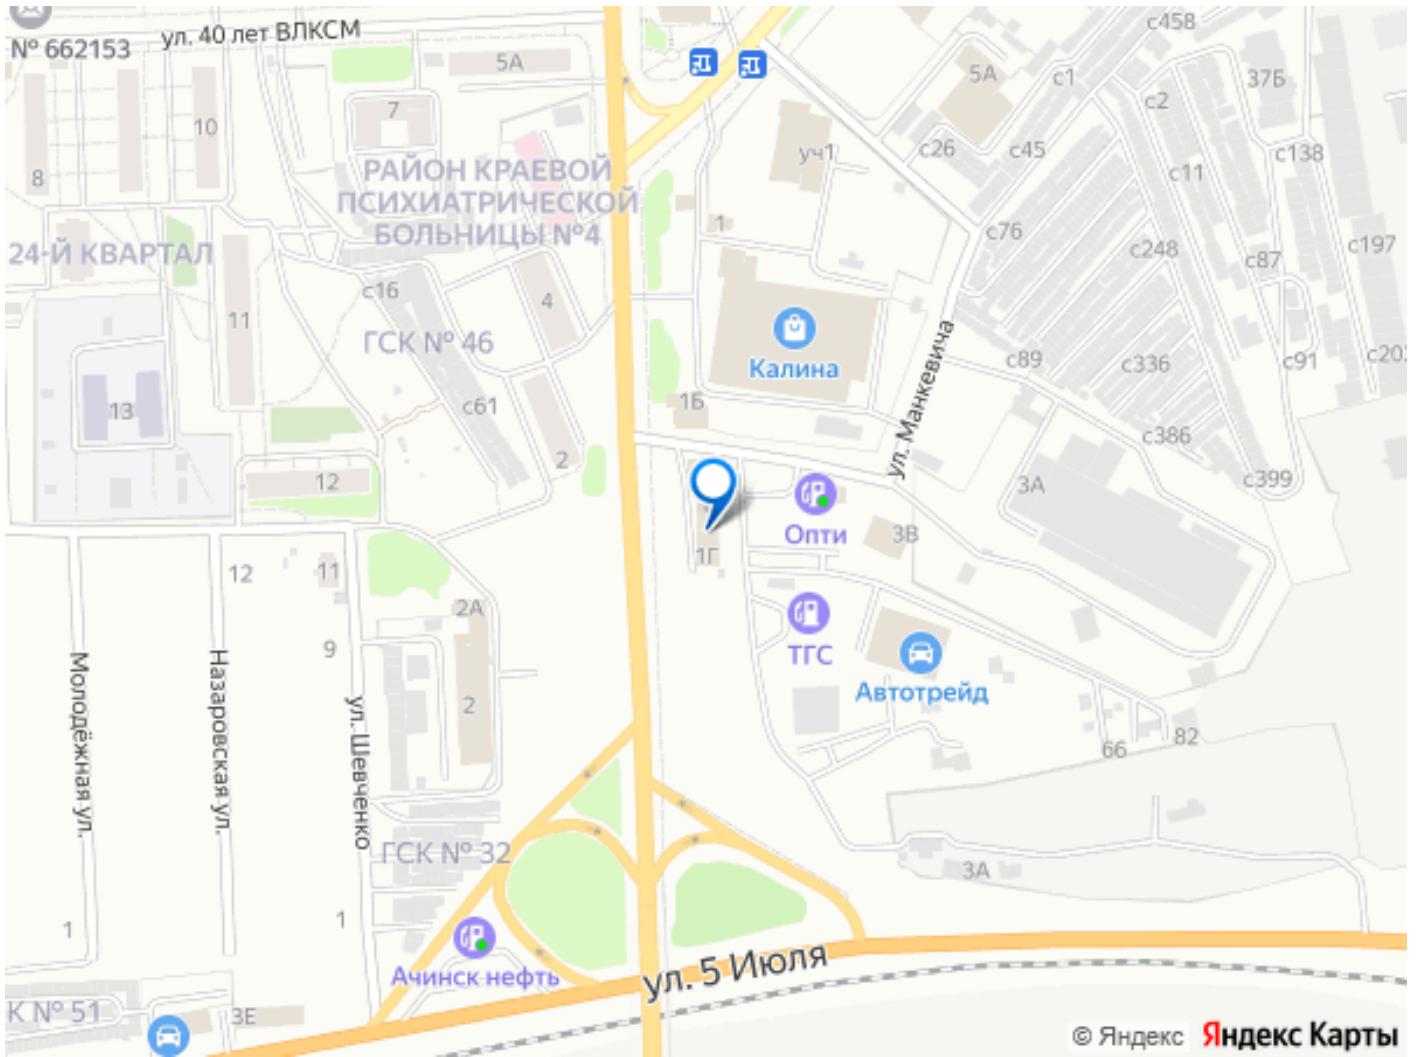 № 662153
ул. 40 лет ВЛКСМ
5А
7
10
8
5А
с1
с458
с2
37Б
с26
с45
с138
с11
уч1
РАЙОН КРАЕВОЙ
ПСИХИАТРИЧЕСКОЙ
БОЛЬНИЦЫ №4
1
с76
с248
с87
с197
24-Й КВАРТАЛ
с16
4
11
ГСК № 46
Калина
ул. Манкевича
с89
с336
с91
с203
13
с61
1Б
с386
2
12
3А
с399
Опти
3В
1Г
12
11
2А
ТГС
9
Автотрейд
Молодёжная ул.
Назаровская ул.
ул. Шевченко
2
66
82
ГСК № 32
3А
1
1
Ачинск нефть
ул. 5 Июля
К № 51
3Е
© Яндекс Яндекс Карты